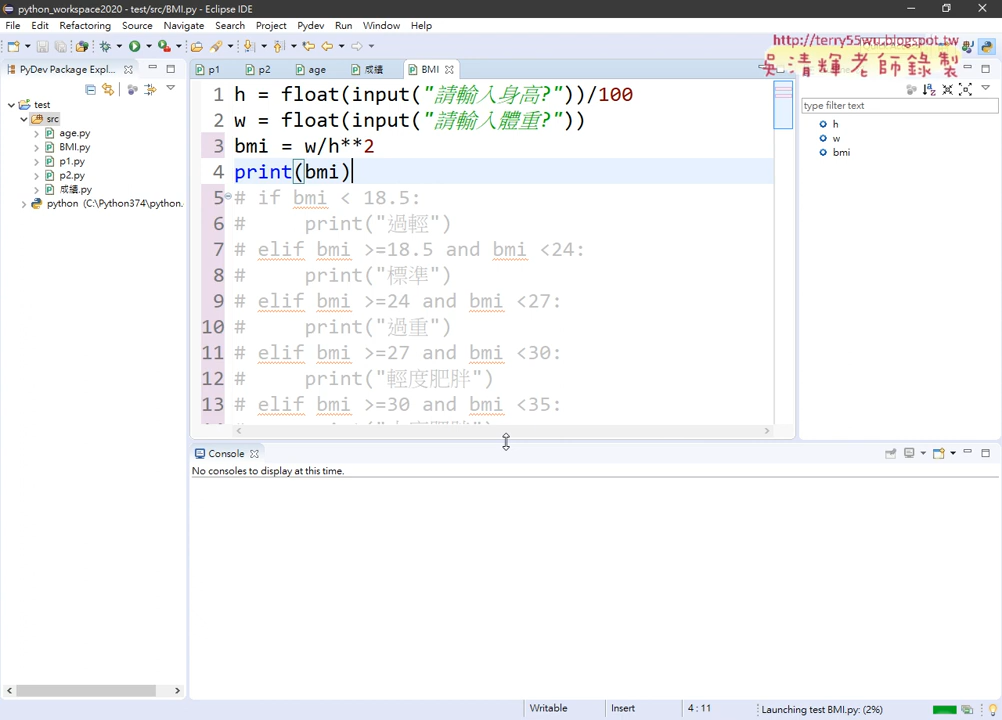 python_workspace2020 - test/src/BMI.py - Eclipse IDE
File Edit Refactoring Source Navigate Search Project Pydev Run Window Help
http://terry55wu.blogspot.tw
吳清輝老師錄製
PyDev Package Expl...
p1 p2 age 成績 BMI
test
src
age.py
BMI.py
p1.py
p2.py
成績.py
python (C:\Python374\python.
1 h = float(input("請輸入身高?"))/100
2 w = float(input("請輸入體重?"))
3 bmi = w/h**2
4 print(bmi)
5 # if bmi < 18.5:
6 #     print("過輕")
7 # elif bmi >=18.5 and bmi <24:
8 #     print("標準")
9 # elif bmi >=24 and bmi <27:
10 #     print("過重")
11 # elif bmi >=27 and bmi <30:
12 #     print("輕度肥胖")
13 # elif bmi >=30 and bmi <35:
type filter text
h
w
bmi
Console
No consoles to display at this time.
Writable Insert 4 : 11 Launching test BMI.py: (2%)